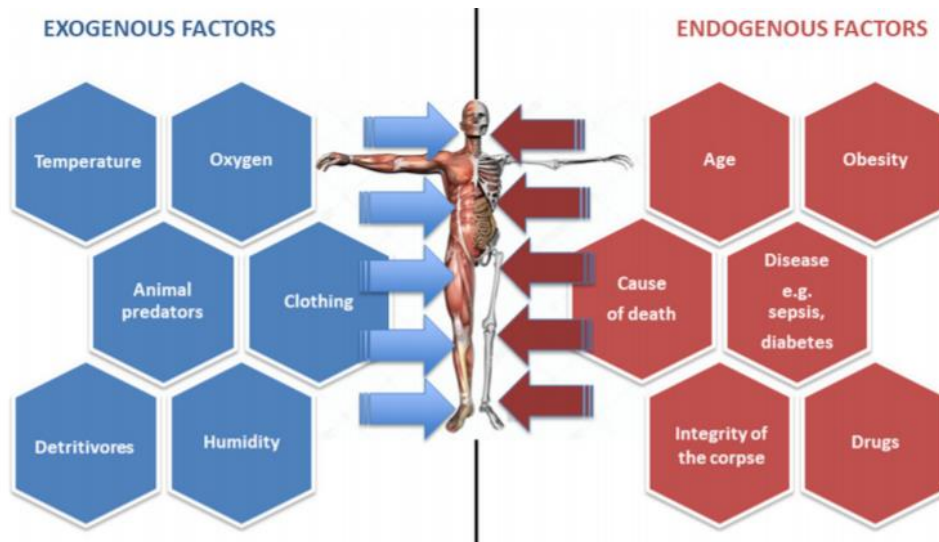 EXOGENOUS FACTORS
ENDOGENOUS FACTORS
Temperature
Oxygen
Animal
predators
Clothing
Detritivores
Humidity
Age
Obesity
Cause
of death
Disease
e.g.
sepsis,
diabetes
Integrity of
the corpse
Drugs